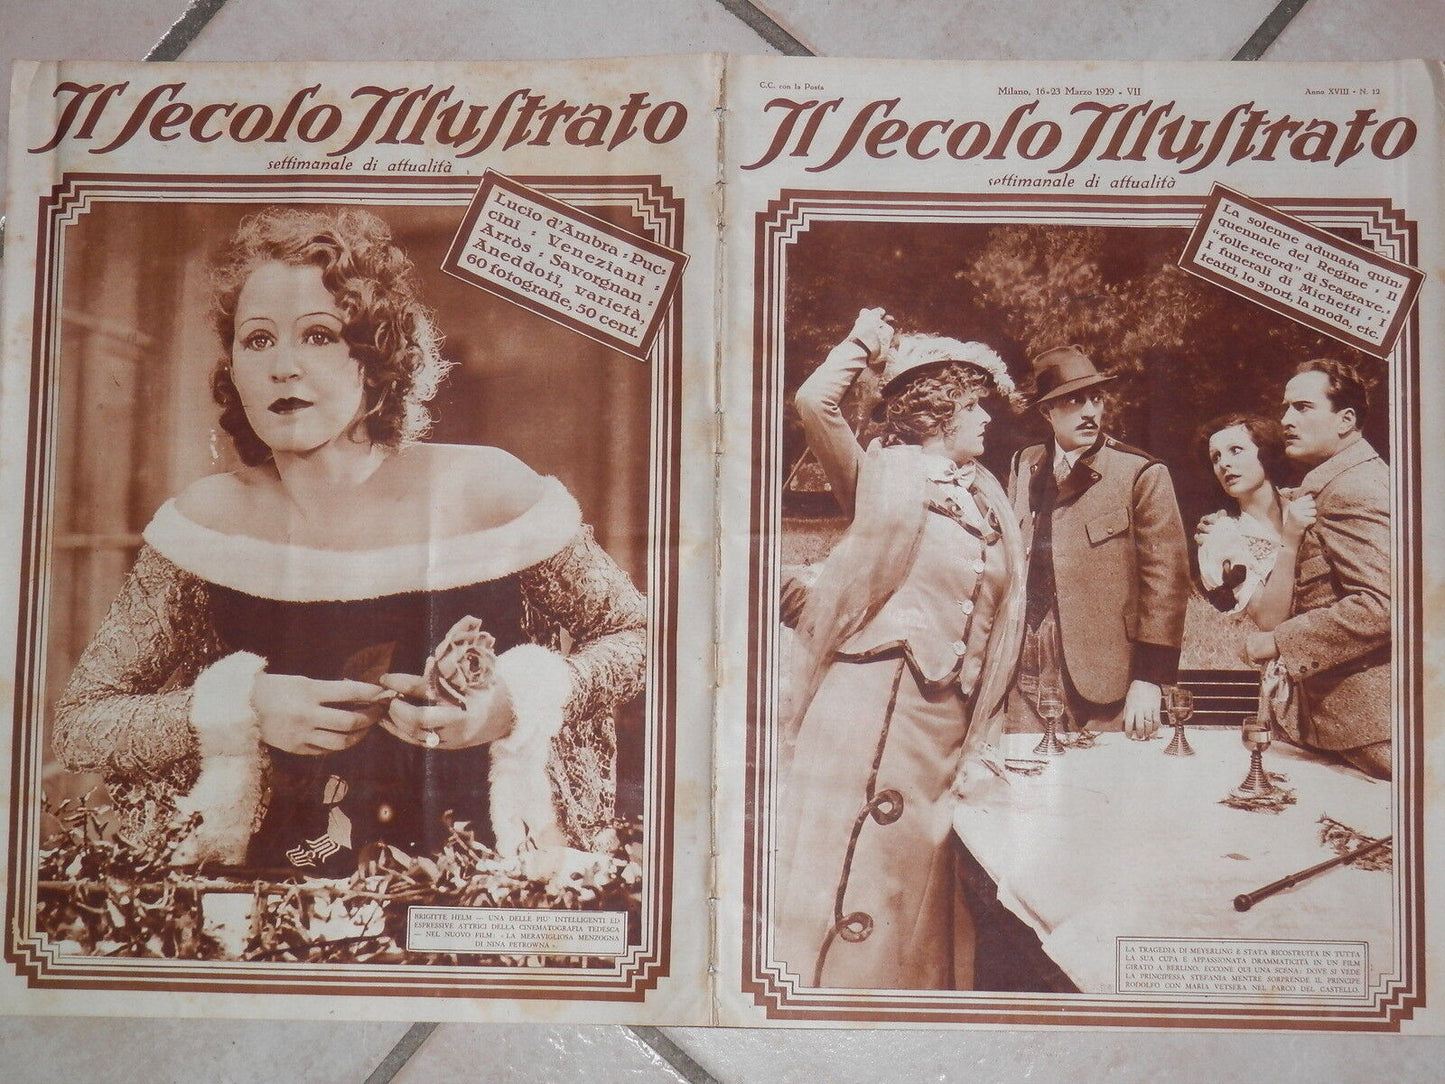 Il Secolo Illustrato
settimanale di attualità
Lucio d'Ambra : Puc-
cini : Veneziani :
Arròs : Savorgnan :
Aneddoti, varietà,
60 fotografie, 50 cent.
BRIGITTE HELM — UNA DELLE PIU' INTELLIGENTI ED
ESPRESSIVE ATTRICI DELLA CINEMATOGRAFIA TEDESCA
— NEL NUOVO FILM: «LA MERAVIGLIOSA MENZOGNA
DI NINA PETROWNA».
C.C. con la Posta
Milano, 16-23 Marzo 1929 - VII
Anno XVIII - N. 12
Il Secolo Illustrato
settimanale di attualità
La solenne adunata quin-
quennale del Regime : Il
"folle record" di Seagrave.
I funerali di Michetti : I
teatri, lo sport, la moda, etc.
LA TRAGEDIA DI MEYERLING È STATA RICOSTRUITA IN TUTTA
LA SUA CUPA E APPASSIONATA DRAMMATICITÀ IN UN FILM
GIRATO A BERLINO. ECCONE QUI UNA SCENA: DOVE SI VEDE
LA PRINCIPESSA STEFANIA MENTRE SORPRENDE IL PRINCIPE
RODOLFO CON MARIA VETSERA NEL PARCO DEL CASTELLO.